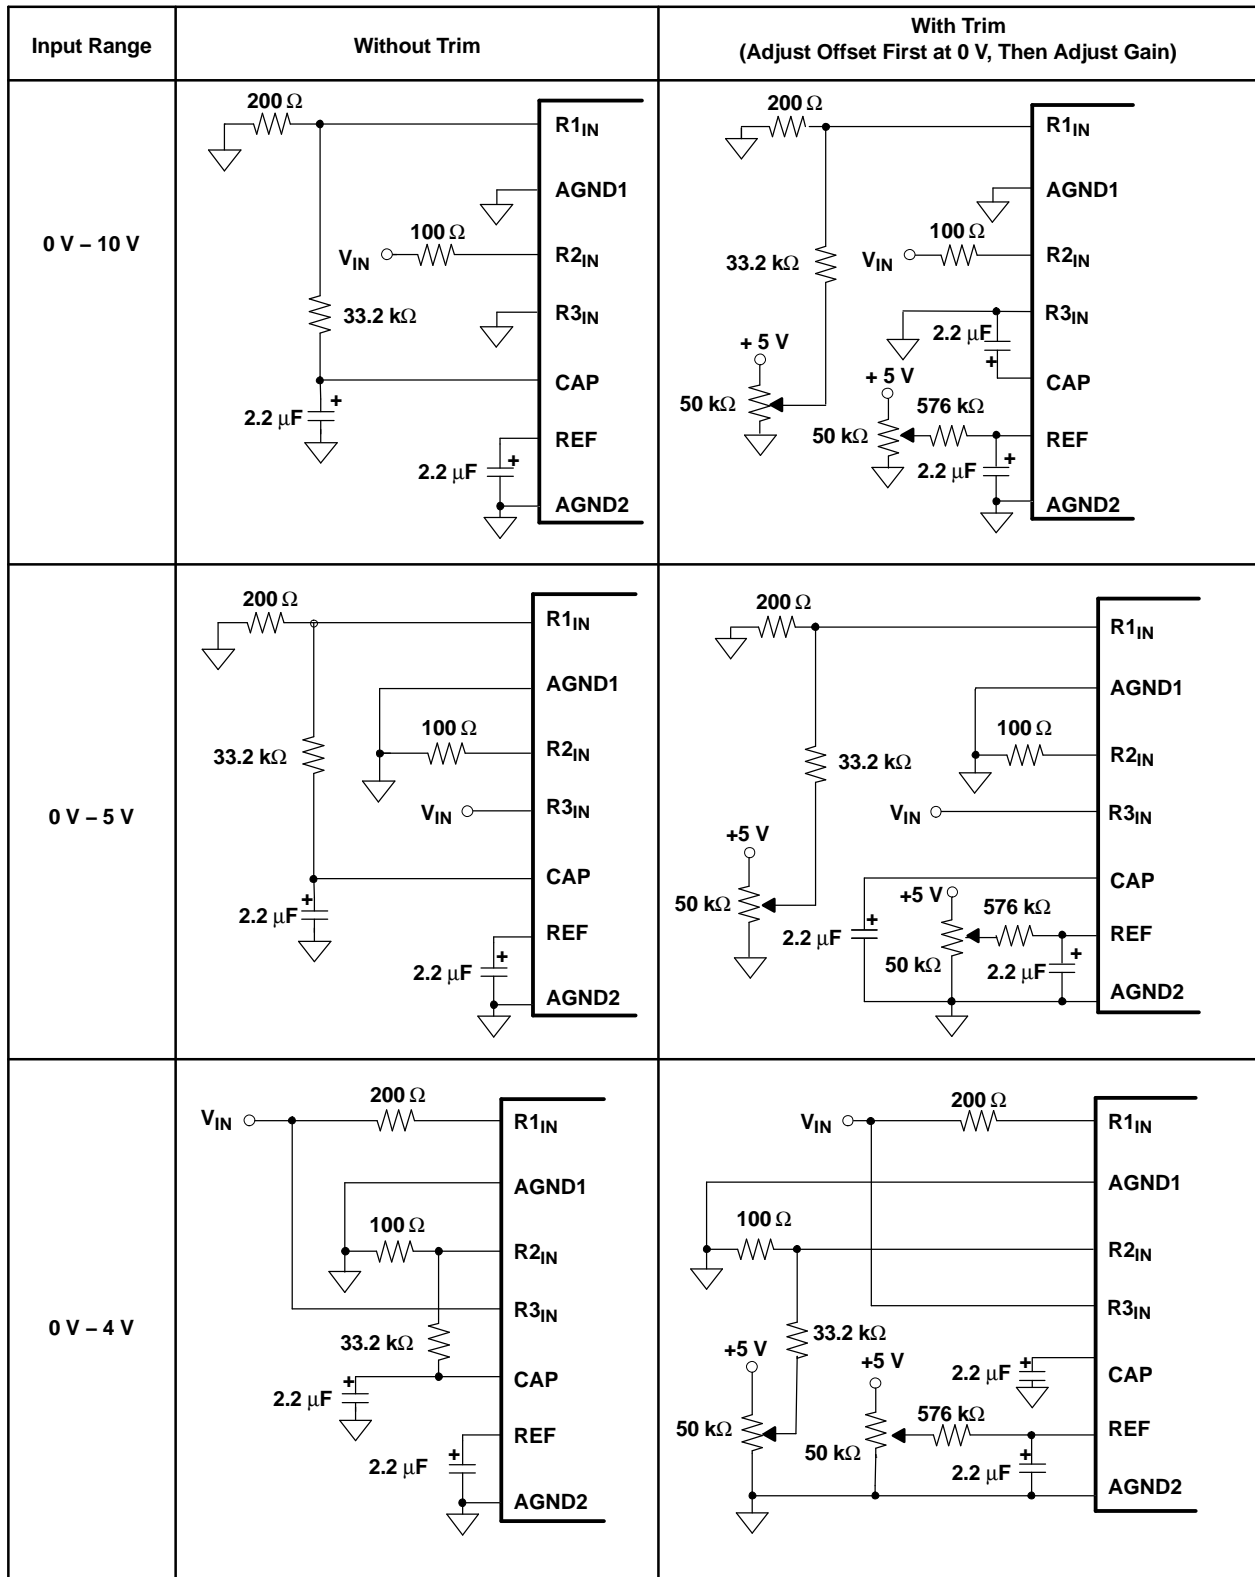 Input Range
Without Trim
With Trim
(Adjust Offset First at 0 V, Then Adjust Gain)
0 V – 10 V
200 Ω
R1IN
AGND1
100 Ω
VIN
R2IN
33.2 kΩ
R3IN
CAP
2.2 μF
+
REF
2.2 μF
+
AGND2
200 Ω
R1IN
AGND1
100 Ω
33.2 kΩ
VIN
R2IN
R3IN
2.2 μF
+
+ 5 V
CAP
+ 5 V
50 kΩ
576 kΩ
50 kΩ
REF
2.2 μF
+
AGND2
0 V – 5 V
200 Ω
R1IN
AGND1
100 Ω
33.2 kΩ
R2IN
VIN
R3IN
CAP
+
2.2 μF
REF
2.2 μF
+
AGND2
200 Ω
R1IN
AGND1
100 Ω
33.2 kΩ
R2IN
VIN
R3IN
+5 V
CAP
+5 V
50 kΩ
576 kΩ
+
2.2 μF
REF
50 kΩ
2.2 μF
+
AGND2
0 V – 4 V
200 Ω
VIN
R1IN
AGND1
100 Ω
R2IN
R3IN
33.2 kΩ
CAP
+
2.2 μF
REF
+
2.2 μF
AGND2
200 Ω
VIN
R1IN
AGND1
100 Ω
R2IN
R3IN
33.2 kΩ
+5 V
+5 V
2.2 μF
+
CAP
576 kΩ
50 kΩ
50 kΩ
REF
2.2 μF
+
AGND2